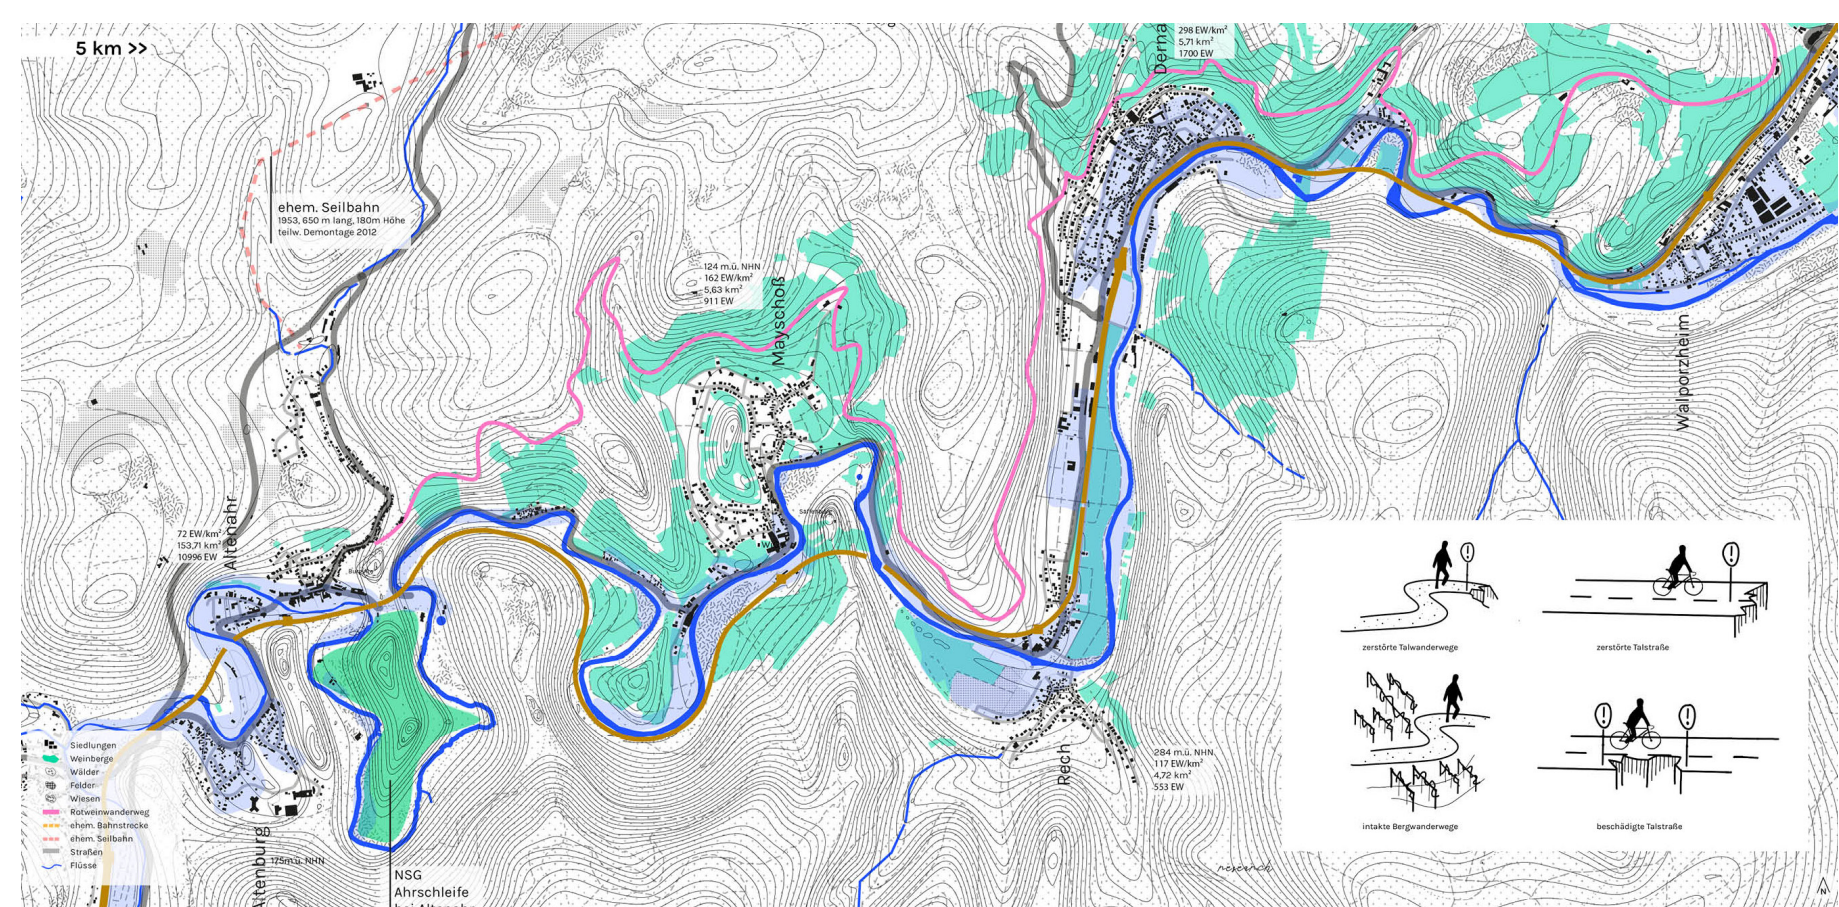 5 km >>
298 EW/km²
5,71 km²
1700 EW
ehem. Seilbahn
1953, 650 m lang, 180m Höhe
teilw. Demontage 2012
124 m.ü. NHN
162 EW/km²
5,63 km²
911 EW
Mayschoß
Walporzheim
Altenahr
72 EW/km²
153,71 km²
10996 EW
Rech
284 m.ü. NHN
117 EW/km²
4,72 km²
553 EW
zerstörte Talwanderwege
zerstörte Talstraße
intakte Bergwanderwege
beschädigte Talstraße
Siedlungen
Weinberge
Wälder
Felder
Wiesen
Rotweinwanderweg
ehem. Bahnstrecke
ehem. Seilbahn
Straßen
Flüsse
175m.ü. NHN
NSG
Ahrschleife
research
N